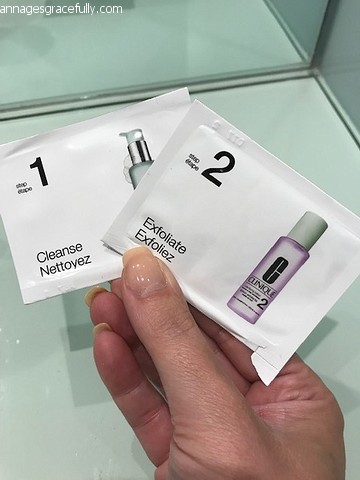 annagesgracefully.com
1
step
étape
Cleanse
Nettoyez
2
step
étape
Exfoliate
Exfoliez
C
CLINIQUE
2